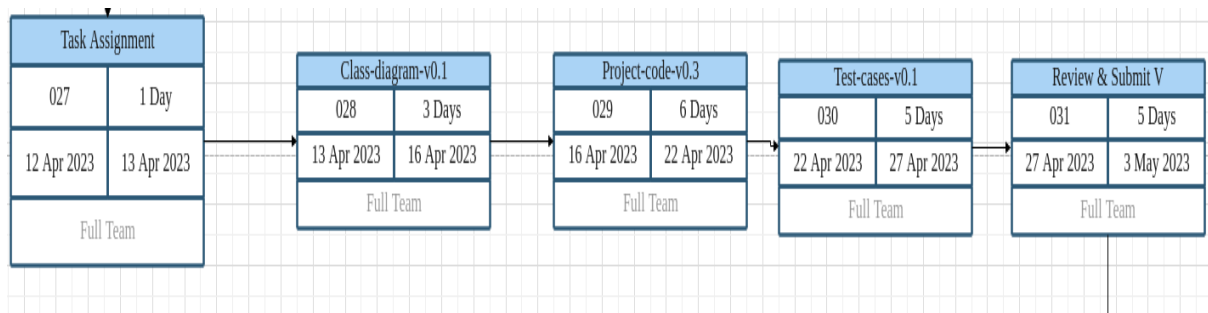 Task Assignment
027 1 Day
12 Apr 2023 13 Apr 2023
Full Team
Class-diagram-v0.1
028 3 Days
13 Apr 2023 16 Apr 2023
Full Team
Project-code-v0.3
029 6 Days
16 Apr 2023 22 Apr 2023
Full Team
Test-cases-v0.1
030 5 Days
22 Apr 2023 27 Apr 2023
Full Team
Review & Submit V
031 5 Days
27 Apr 2023 3 May 2023
Full Team